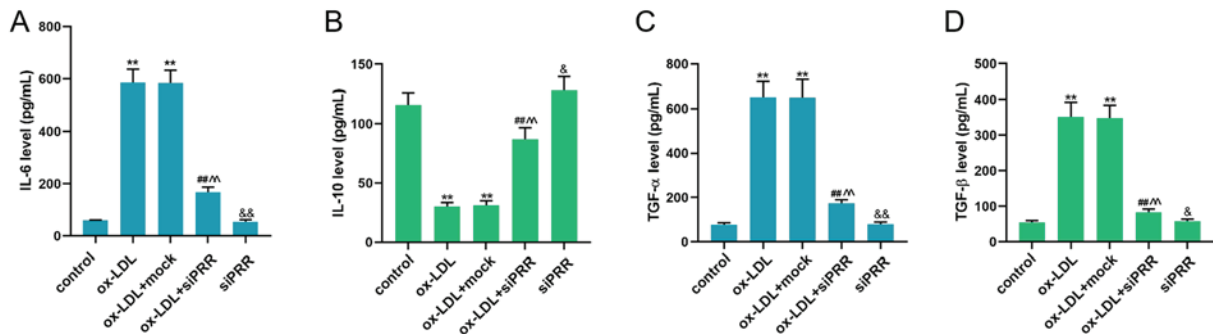 A
IL-6 level (pg/mL)
800
600
400
200
0
**
**
##/^^
&&
control
ox-LDL
ox-LDL+mock
ox-LDL+siPRR
siPRR
B
IL-10 level (pg/mL)
150
100
50
0
**
**
##/^^
&
control
ox-LDL
ox-LDL+mock
ox-LDL+siPRR
siPRR
C
TGF-α level (pg/mL)
800
600
400
200
0
**
**
##/^^
&&
control
ox-LDL
ox-LDL+mock
ox-LDL+siPRR
siPRR
D
TGF-β level (pg/mL)
500
400
300
200
100
0
**
**
##/^^
&
control
ox-LDL
ox-LDL+mock
ox-LDL+siPRR
siPRR